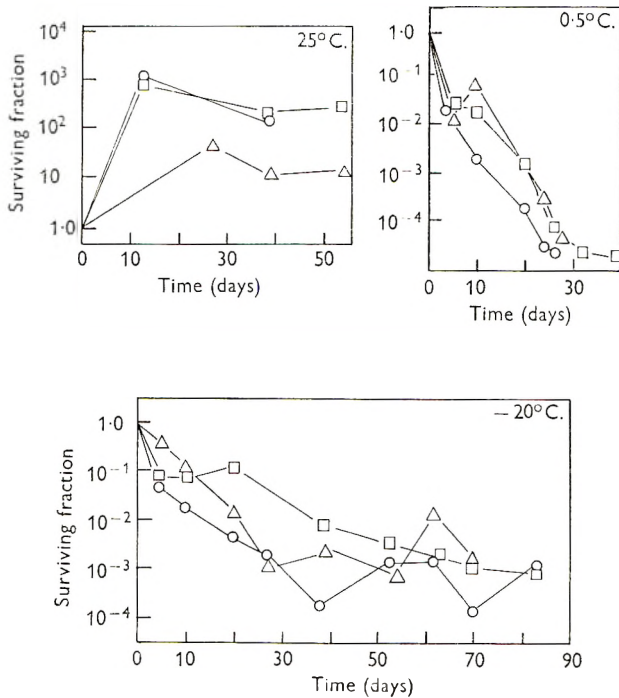 25°C.
Surviving fraction
10⁴
10³
10²
10
1·0
0 10 30 50
Time (days)
0·5°C.
1·0
10⁻¹
10⁻²
10⁻³
10⁻⁴
0 10 30
Time (days)
−20°C.
Surviving fraction
1·0
10⁻¹
10⁻²
10⁻³
10⁻⁴
0 10 30 50 70 90
Time (days)